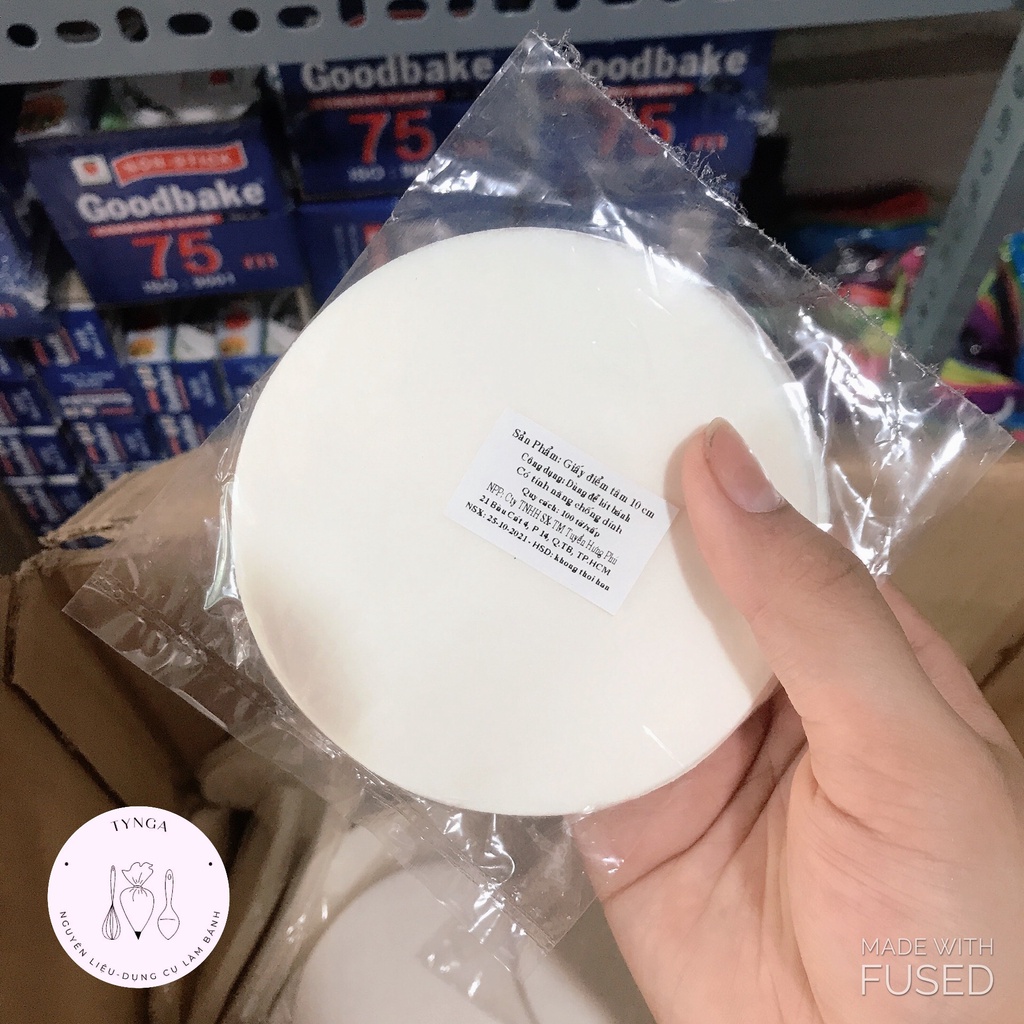 Goodbake
75 m
Goodbake
75 m
NON-STICK
Goodbake
75 m
ISO : 9001
Sản Phẩm: Giấy điểm tâm 10 cm
Công dụng: Dùng để lót bánh
Có tính năng chống dính
Quy cách: 100 tờ/xấp
NPP: Cty TNHH SX-TM Tuyền Hưng Phú
21 Bàu Cát 4, P 14, Q.TB, TP.HCM
NSX: 25.10.2021 - HSD: không thời hạn
TYNGA
NGUYÊN LIỆU-DỤNG CỤ LÀM BÁNH
MADE WITH
FUSED